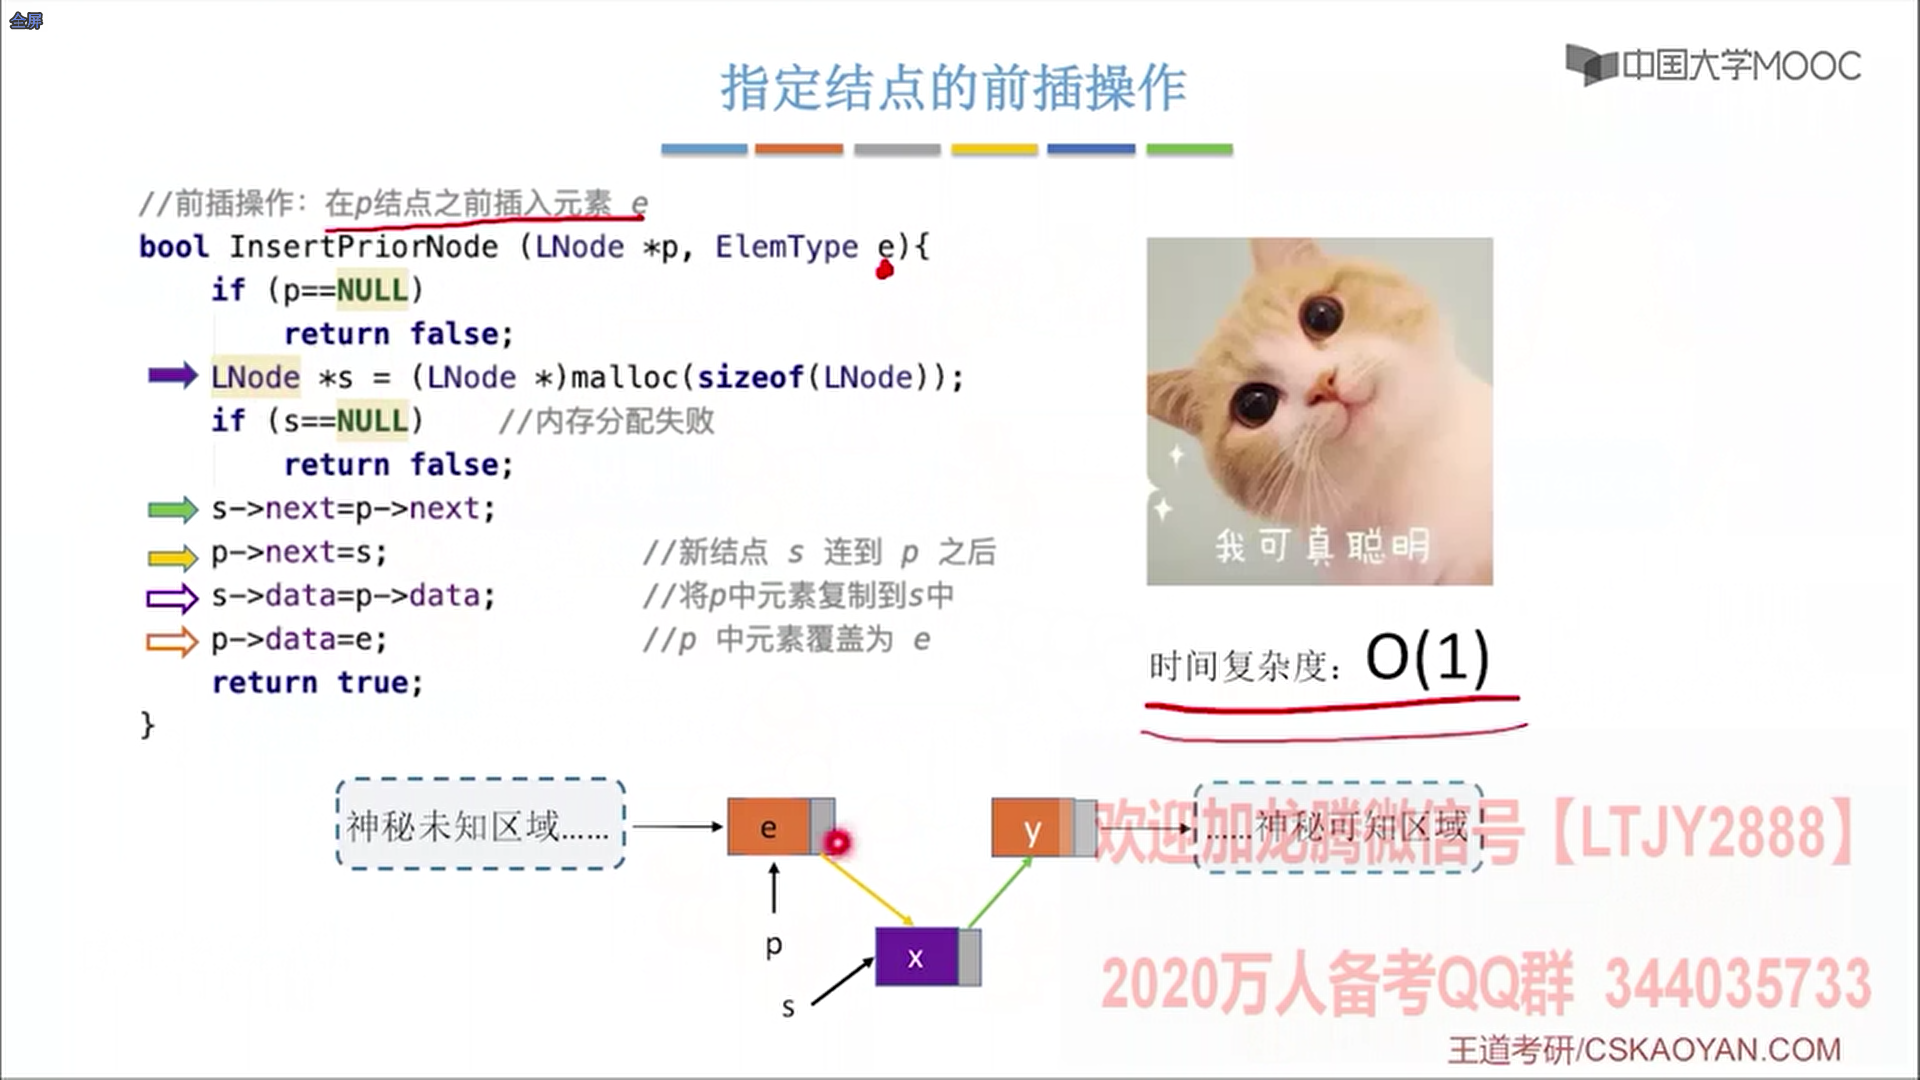 全屏
指定结点的前插操作
中国大学MOOC
//前插操作：在p结点之前插入元素 e
bool InsertPriorNode (LNode *p, ElemType e){
if (p==NULL)
return false;
LNode *s = (LNode *)malloc(sizeof(LNode));
if (s==NULL) //内存分配失败
return false;
s->next=p->next;
p->next=s; //新结点 s 连到 p 之后
s->data=p->data; //将p中元素复制到s中
p->data=e; //p 中元素覆盖为 e
return true;
}
我可真聪明
时间复杂度：O(1)
神秘未知区域……
e
y
……神秘可知区域
欢迎加龙腾微信号【LTJY2888】
p
x
s
2020万人备考QQ群 344035733
王道考研/CSKAOYAN.COM